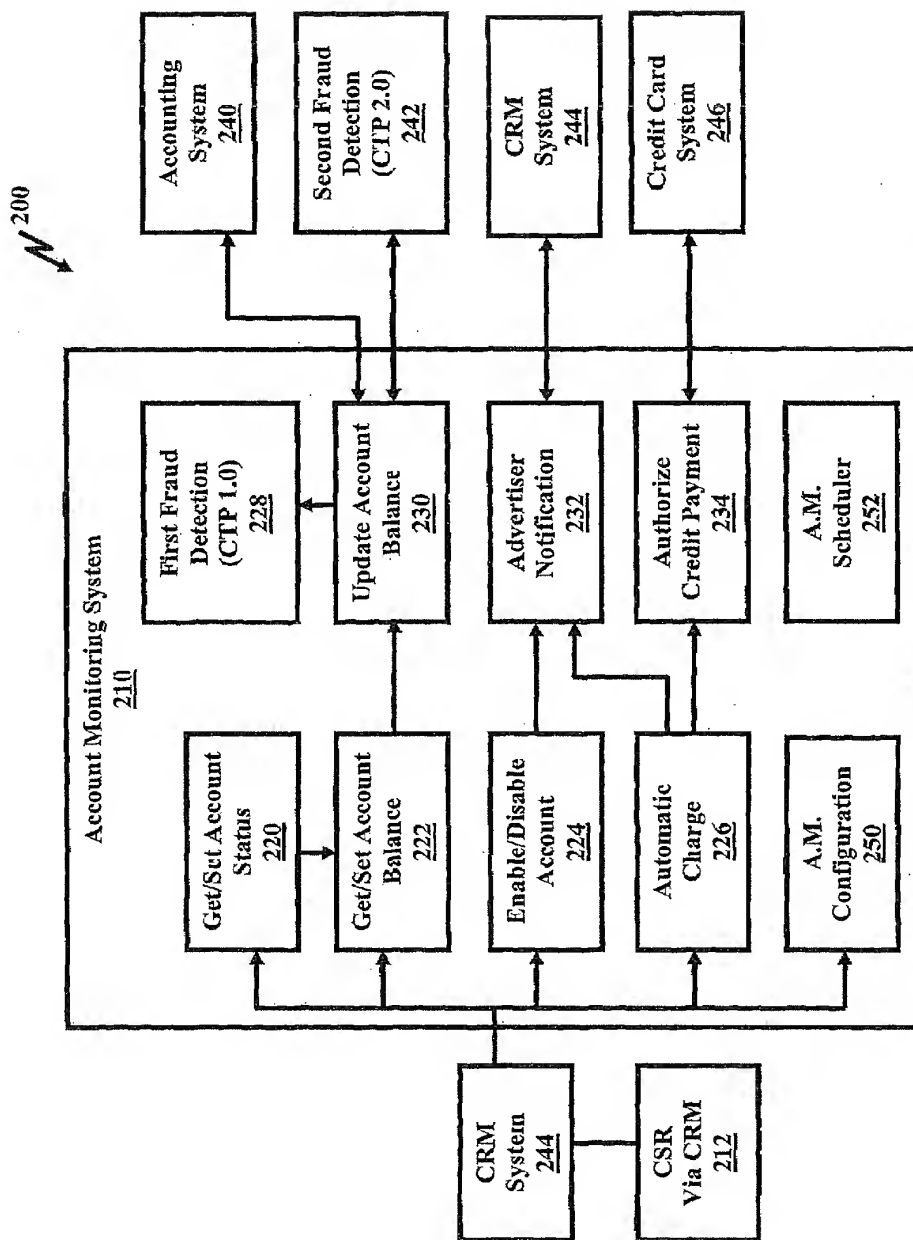 200
Accounting
System
240
Second Fraud
Detection
(CTP 2.0)
242
CRM
System
244
Credit Card
System
246
Account Monitoring System
210
First Fraud
Detection
(CTP 1.0)
228
Update Account
Balance
230
Advertiser
Notification
232
Authorize
Credit Payment
234
A.M.
Scheduler
252
Get/Set Account
Status
220
Get/Set Account
Balance
222
Enable/Disable
Account
224
Automatic
Charge
226
A.M.
Configuration
250
CRM
System
244
CSR
Via CRM
212